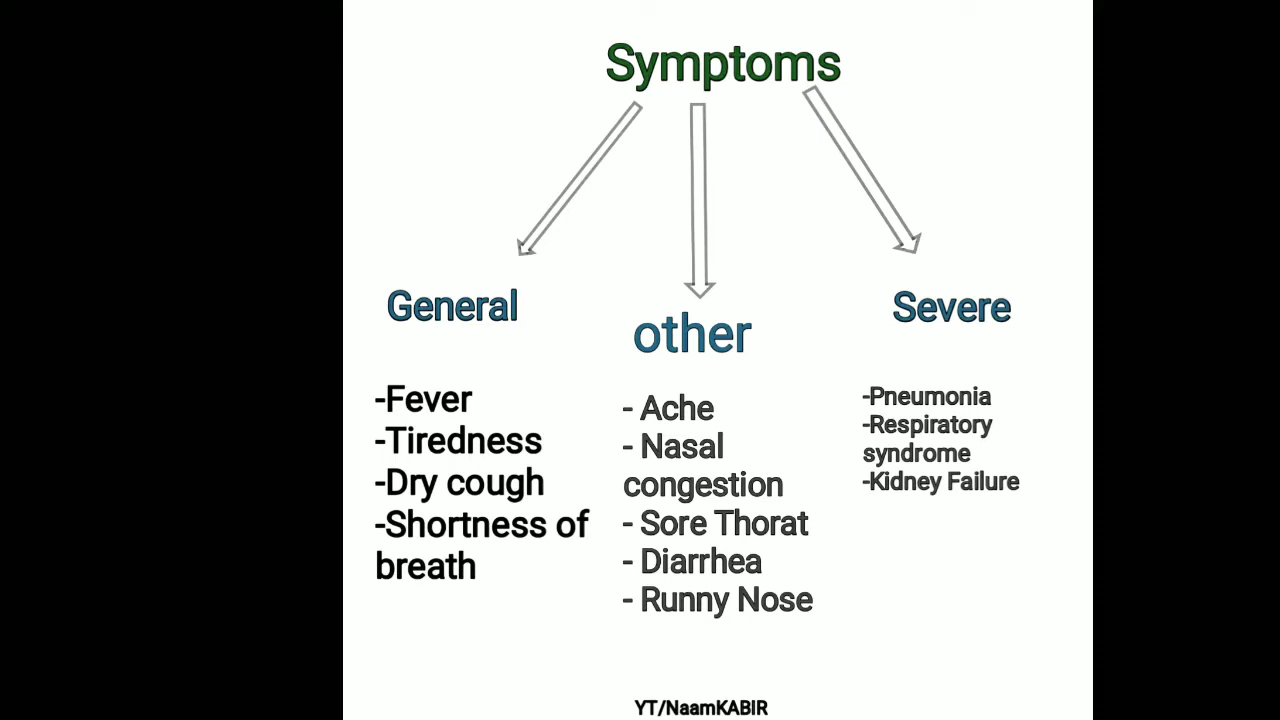 Symptoms
General
-Fever
-Tiredness
-Dry cough
-Shortness of
breath
other
- Ache
- Nasal
congestion
- Sore Thorat
- Diarrhea
- Runny Nose
Severe
-Pneumonia
-Respiratory
syndrome
-Kidney Failure
YT/NaamKABIR